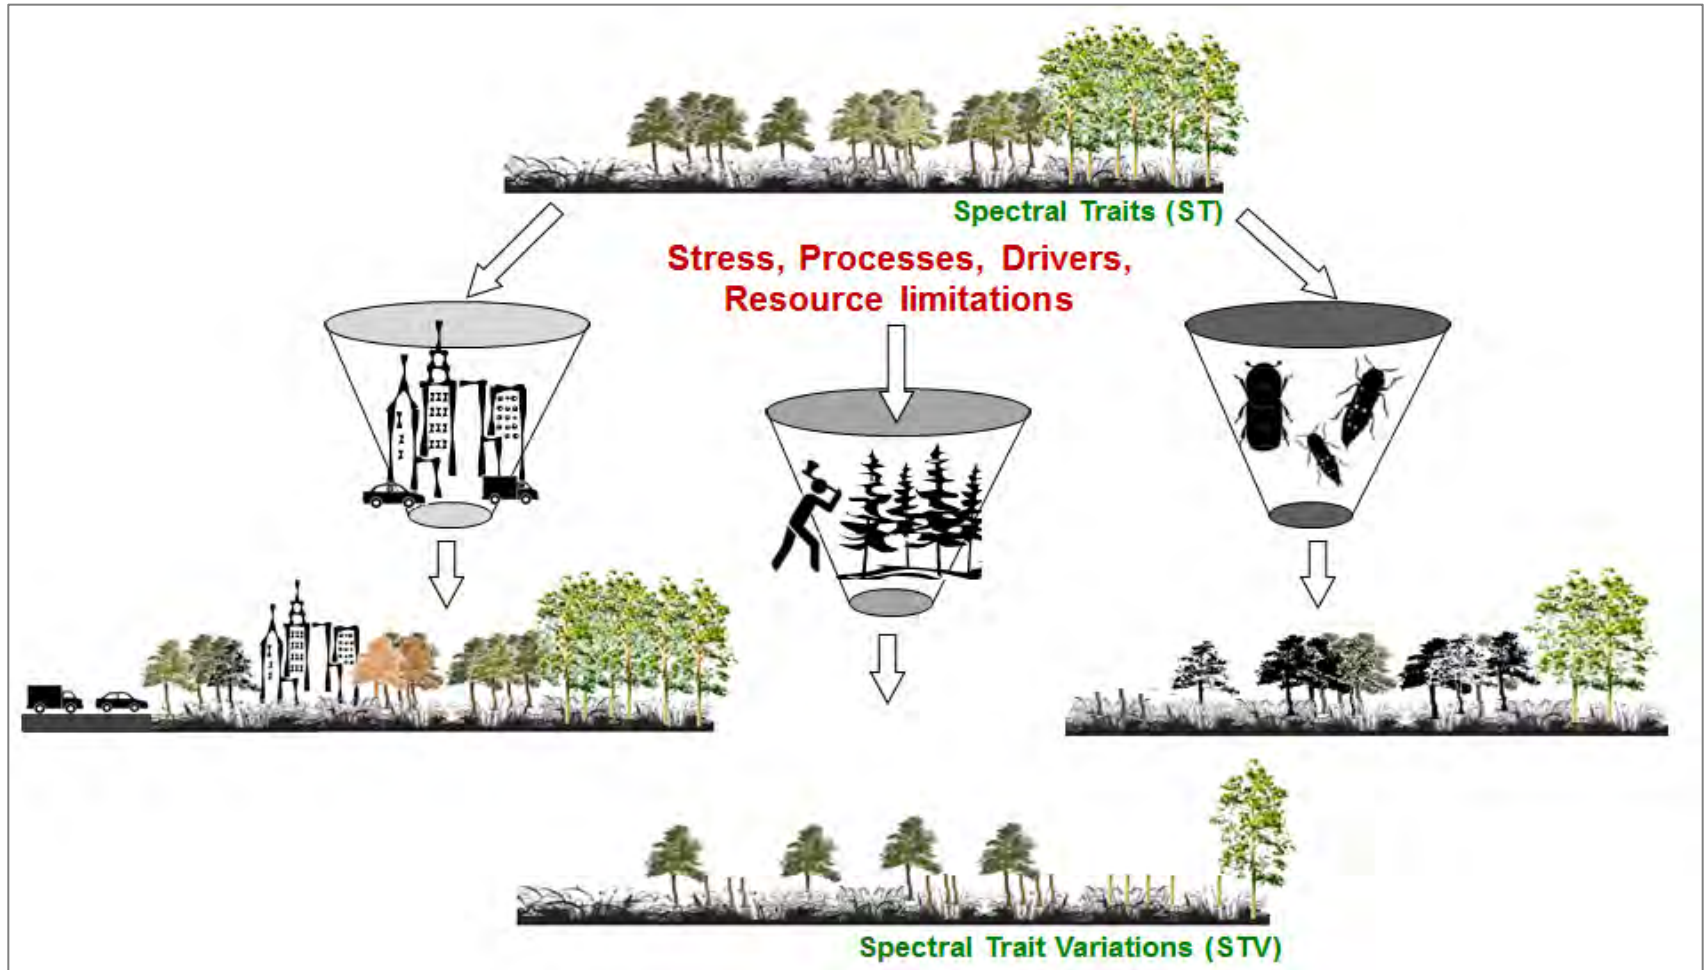 Spectral Traits (ST)
Stress, Processes, Drivers,
Resource limitations
Spectral Trait Variations (STV)